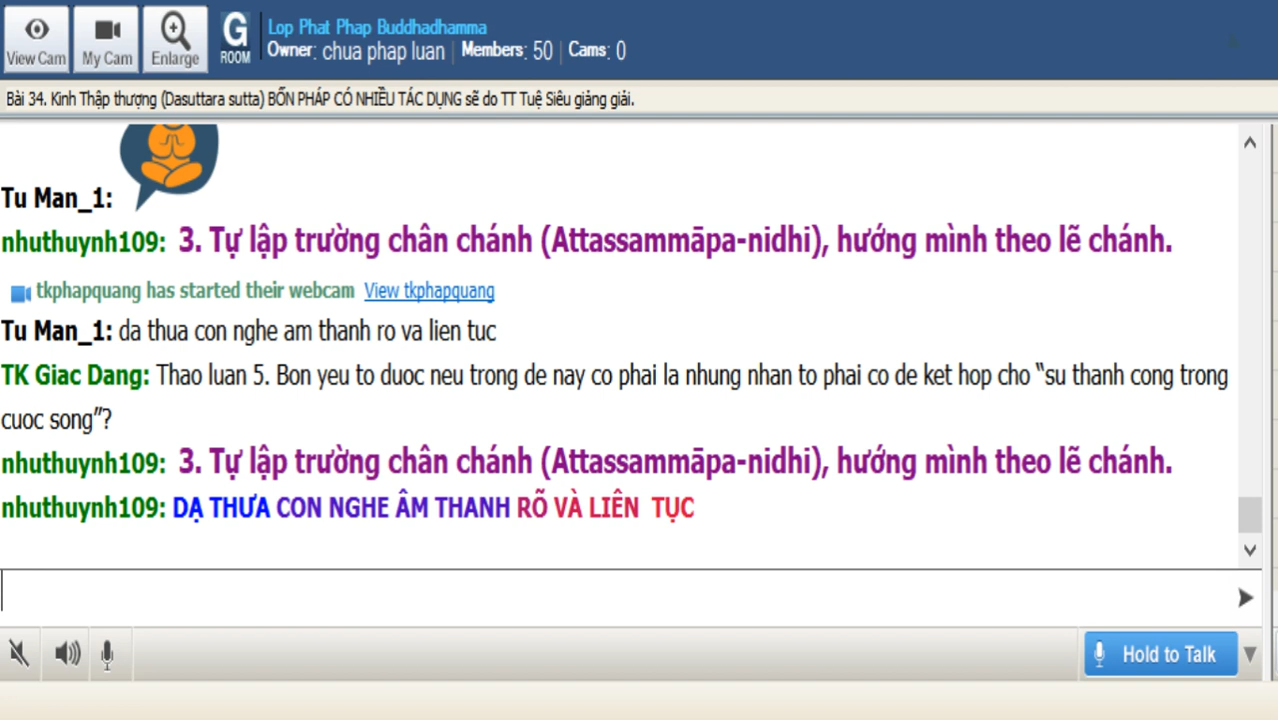 View Cam
My Cam
Enlarge
G
ROOM
Lop Phat Phap Buddhadhamma
Owner: chua phap luan | Members: 50 | Cams: 0
Bài 34. Kinh Thập thượng (Dasuttara sutta) BỐN PHÁP CÓ NHIỀU TÁC DỤNG sẽ do TT Tuệ Siêu giảng giải.
Tu Man_1:
nhuthuynh109: 3. Tự lập trường chân chánh (Attassammāpa-nidhi), hướng mình theo lẽ chánh.
tkphapquang has started their webcam View tkphapquang
Tu Man_1: da thua con nghe am thanh ro va lien tuc
TK Giac Dang: Thao luan 5. Bon yeu to duoc neu trong de nay co phai la nhung nhan to phai co de ket hop cho “su thanh cong trong
cuoc song”?
nhuthuynh109: 3. Tự lập trường chân chánh (Attassammāpa-nidhi), hướng mình theo lẽ chánh.
nhuthuynh109: DẠ THƯA CON NGHE ÂM THANH RÕ VÀ LIÊN TỤC
Hold to Talk